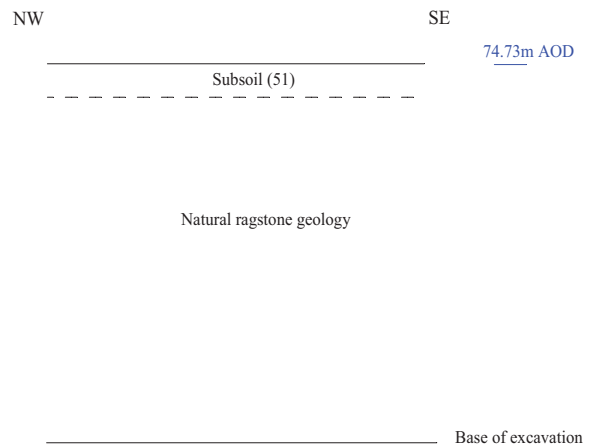 NW
SE
74.73m AOD
Subsoil (51)
Natural ragstone geology
Base of excavation